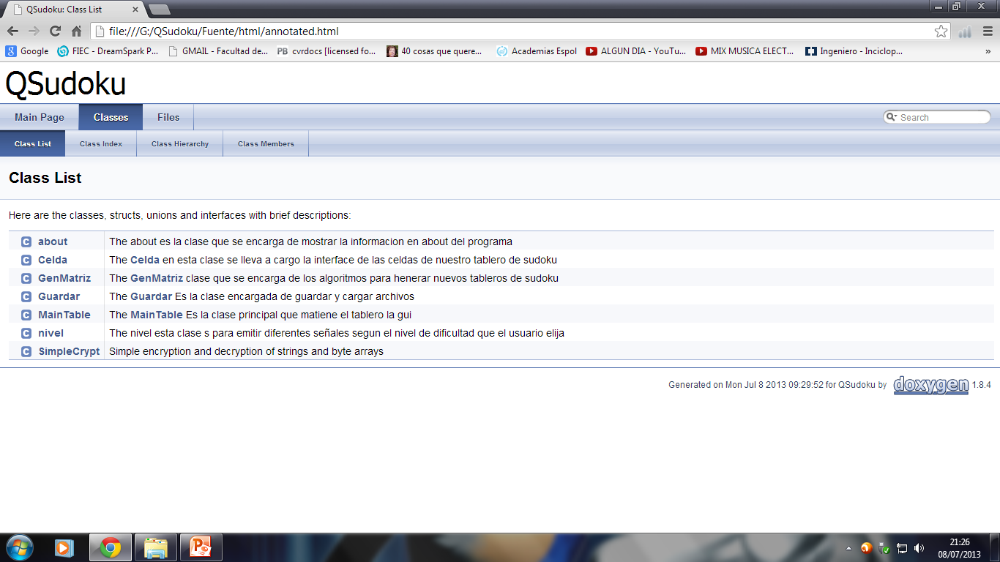 QSudoku: Class List
file:///G:/QSudoku/Fuente/html/annotated.html
Google FIEC - DreamSpark P... GMAIL - Facultad de... PB cvrdocs [licensed fo... 40 cosas que quere... Academias Espol ALGUN DIA - YouTu... MIX MUSICA ELECT... Ingeniero - Inciclop... »
QSudoku
Main Page Classes Files Search
Class List Class Index Class Hierarchy Class Members
Class List
Here are the classes, structs, unions and interfaces with brief descriptions:
C about The about es la clase que se encarga de mostrar la informacion en about del programa
C Celda The Celda en esta clase se lleva a cargo la interface de las celdas de nuestro tablero de sudoku
C GenMatriz The GenMatriz clase que se encarga de los algoritmos para henerar nuevos tableros de sudoku
C Guardar The Guardar Es la clase encargada de guardar y cargar archivos
C MainTable The MainTable Es la clase principal que matiene el tablero la gui
C nivel The nivel esta clase s para emitir diferentes señales segun el nivel de dificultad que el usuario elija
C SimpleCrypt Simple encryption and decryption of strings and byte arrays
Generated on Mon Jul 8 2013 09:29:52 for QSudoku by doxygen 1.8.4
21:26
08/07/2013